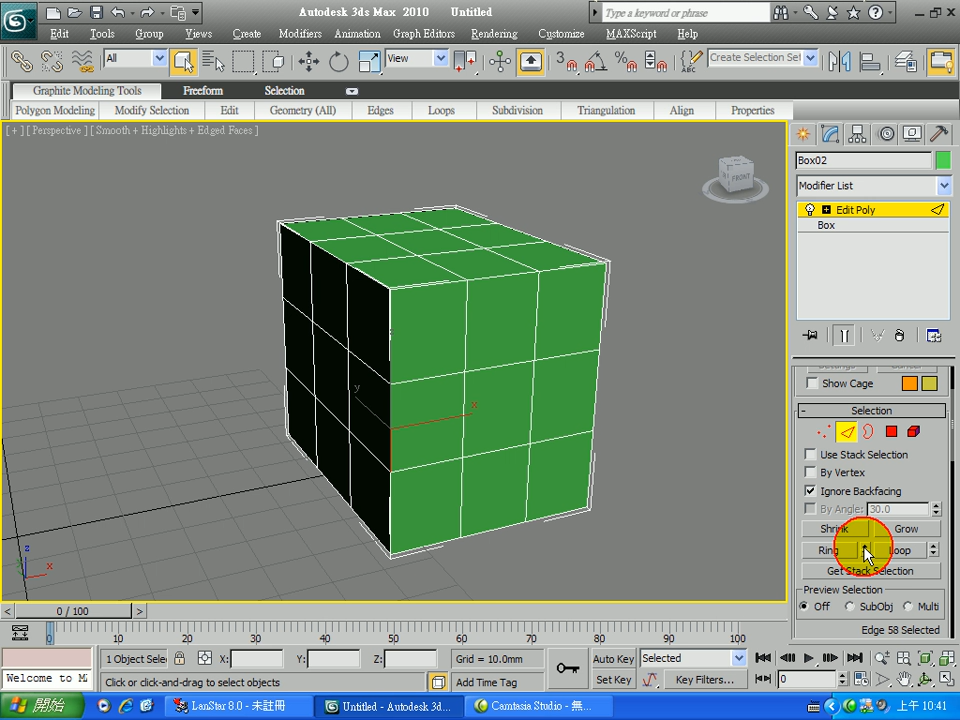 Autodesk 3ds Max 2010 Untitled
Type a keyword or phrase
Edit Tools Group Views Create Modifiers Animation Graph Editors Rendering Customize MAXScript Help
All View Create Selection Set
Graphite Modeling Tools Freeform Selection
Polygon Modeling Modify Selection Edit Geometry (All) Edges Loops Subdivision Triangulation Align Properties
[ + ] [ Perspective ] [ Smooth + Highlights + Edged Faces ]
FRONT
Box02
Modifier List
Edit Poly
Box
Show Cage
- Selection
Use Stack Selection
By Vertex
Ignore Backfacing
By Angle: 30.0
Shrink Grow
Ring Loop
Get Stack Selection
Preview Selection
Off SubObj Multi
Edge 58 Selected
y
x
z
x
< 0 / 100 >
0 10 20 30 40 50 60 70 80 90 100
1 Object Sele X: Y: Z: Grid = 10.0mm Auto Key Selected
Welcome to M
Click or click-and-drag to select objects Add Time Tag Set Key Key Filters... 0
開始 LanStar 8.0 - 未註冊 Untitled - Autodesk 3d... Camtasia Studio - 無... 上午 10:41